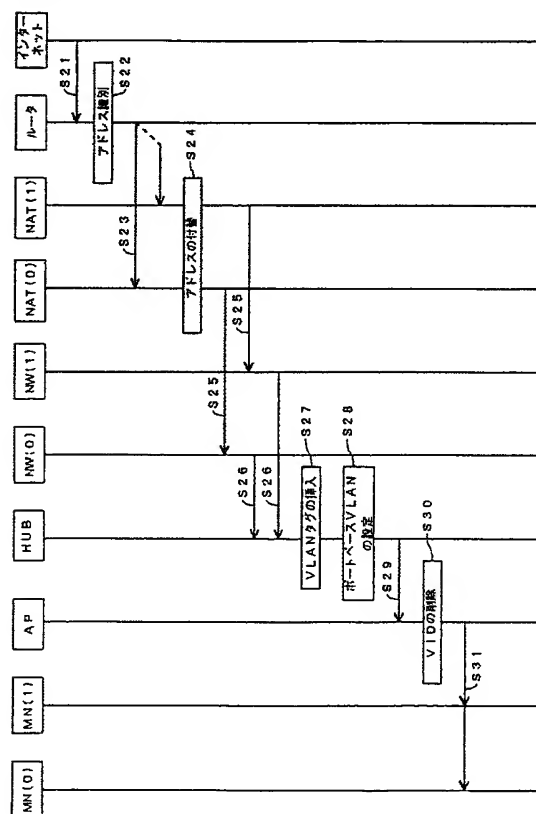 インター
ネット
ルータ
NAT(1)
NAT(0)
NW(1)
NW(0)
HUB
AP
MN(1)
MN(0)
S21
アドレス識別
S22
S23
アドレスの付替
S24
S25
S25
S26
S26
VLANタグの挿入
S27
ポートベースVLAN
の設定
S28
S29
VIDの削除
S30
S31